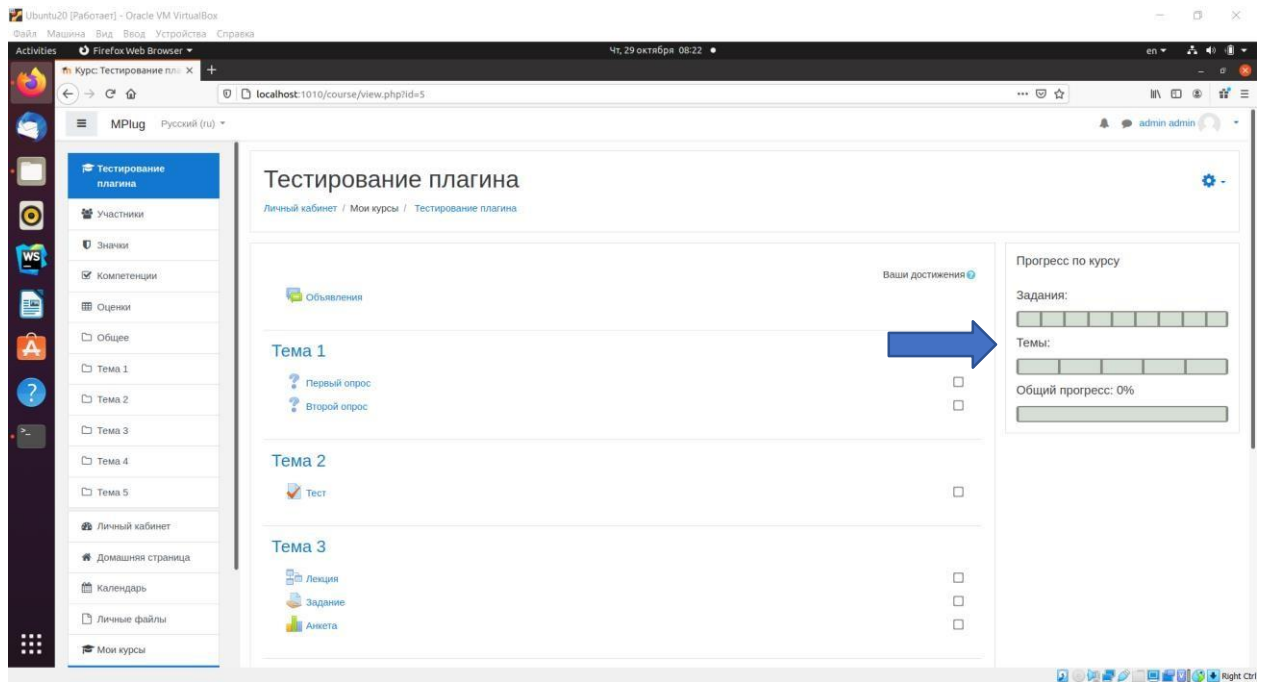 Ubuntu20 [Работает] - Oracle VM VirtualBox
Файл Машина Вид Ввод Устройства Справка
Activities Firefox Web Browser Чт, 29 октября 08:22 en
Курс: Тестирование пла
localhost:1010/course/view.php?id=5
MPlug Русский (ru) admin admin
Тестирование
плагина
Участники
Значки
Компетенции
Оценки
Общее
Тема 1
Тема 2
Тема 3
Тема 4
Тема 5
Личный кабинет
Домашняя страница
Календарь
Личные файлы
Мои курсы
Тестирование плагина
Личный кабинет / Мои курсы / Тестирование плагина
Ваши достижения
Объявления
Тема 1
Первый опрос
Второй опрос
Тема 2
Тест
Тема 3
Лекция
Задание
Анкета
Прогресс по курсу
Задания:
Темы:
Общий прогресс: 0%
WS
Right Ctrl